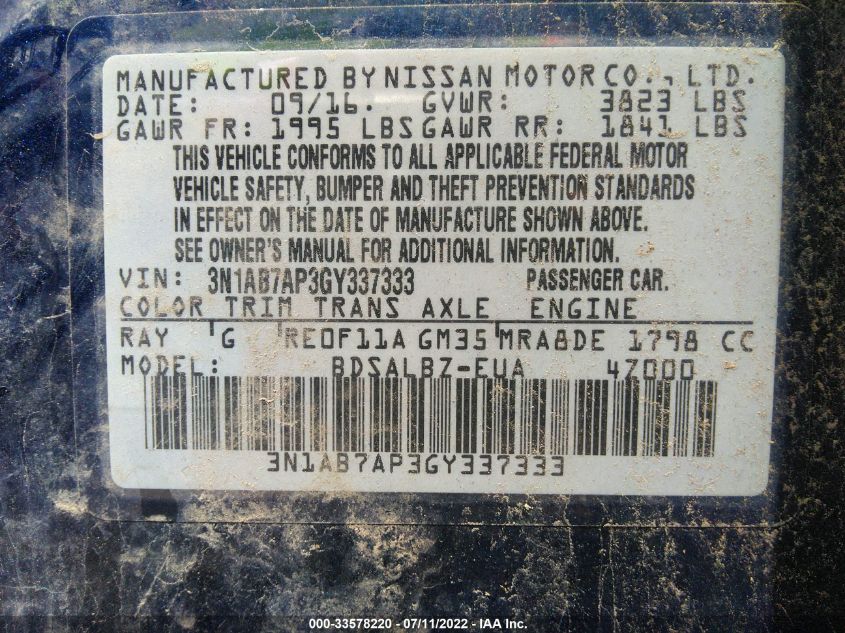 MANUFACTURED BY NISSAN MOTOR CO., LTD.
DATE: 09/16. GVWR: 3823 LBS
GAWR FR: 1995 LBS GAWR RR: 1841 LBS
THIS VEHICLE CONFORMS TO ALL APPLICABLE FEDERAL MOTOR
VEHICLE SAFETY, BUMPER AND THEFT PREVENTION STANDARDS
IN EFFECT ON THE DATE OF MANUFACTURE SHOWN ABOVE.
SEE OWNER'S MANUAL FOR ADDITIONAL INFORMATION.
VIN: 3N1AB7AP3GY337333 PASSENGER CAR.
COLOR TRIM TRANS AXLE ENGINE
RAY 'G 'RE0F11A GM35'MRA8DE 1798 CC
MODEL: BDSALBZ-EUA 47000
3N1AB7AP3GY337333
000-33578220 - 07/11/2022 - IAA Inc.